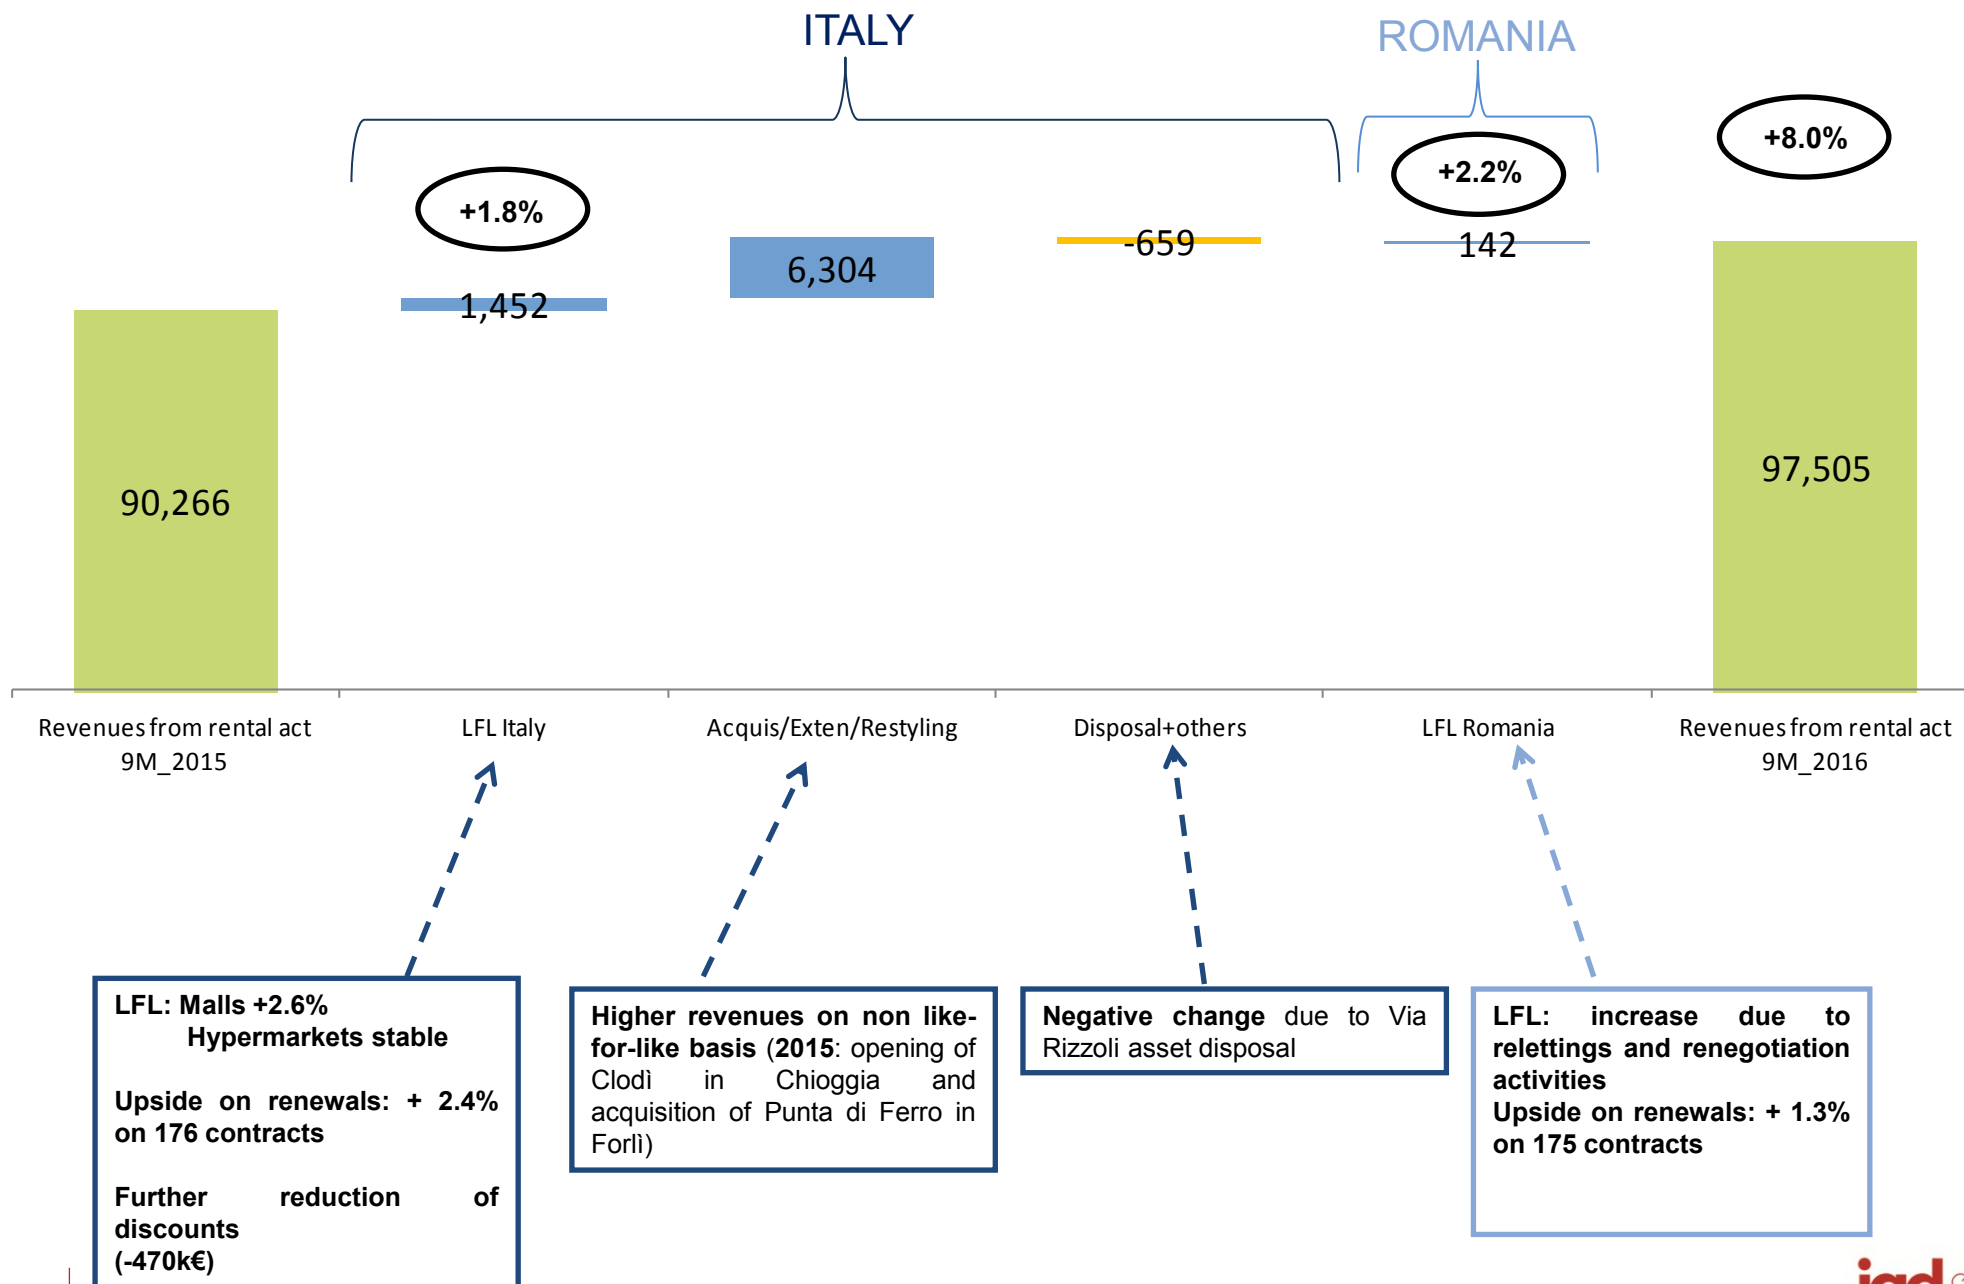 ITALY
ROMANIA
+8.0%
+2.2%
+1.8%
-659
142
6,304
1,452
90,266
97,505
Revenues from rental act
9M_2015
LFL Italy
Acquis/Exten/Restyling
Disposal+others
LFL Romania
Revenues from rental act
9M_2016
LFL: Malls +2.6%
Hypermarkets stable
Upside on renewals: + 2.4%
on 176 contracts
Further reduction of
discounts
(-470k€)
Higher revenues on non like-
for-like basis (2015: opening of
Clodì in Chioggia and
acquisition of Punta di Ferro in
Forlì)
Negative change due to Via
Rizzoli asset disposal
LFL: increase due to
relettings and renegotiation
activities
Upside on renewals: + 1.3%
on 175 contracts